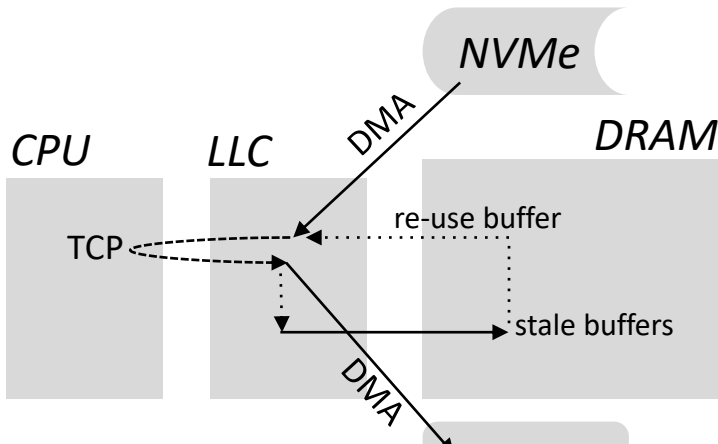 NVMe
DMA
CPU
LLC
DRAM
re-use buffer
TCP
stale buffers
DMA